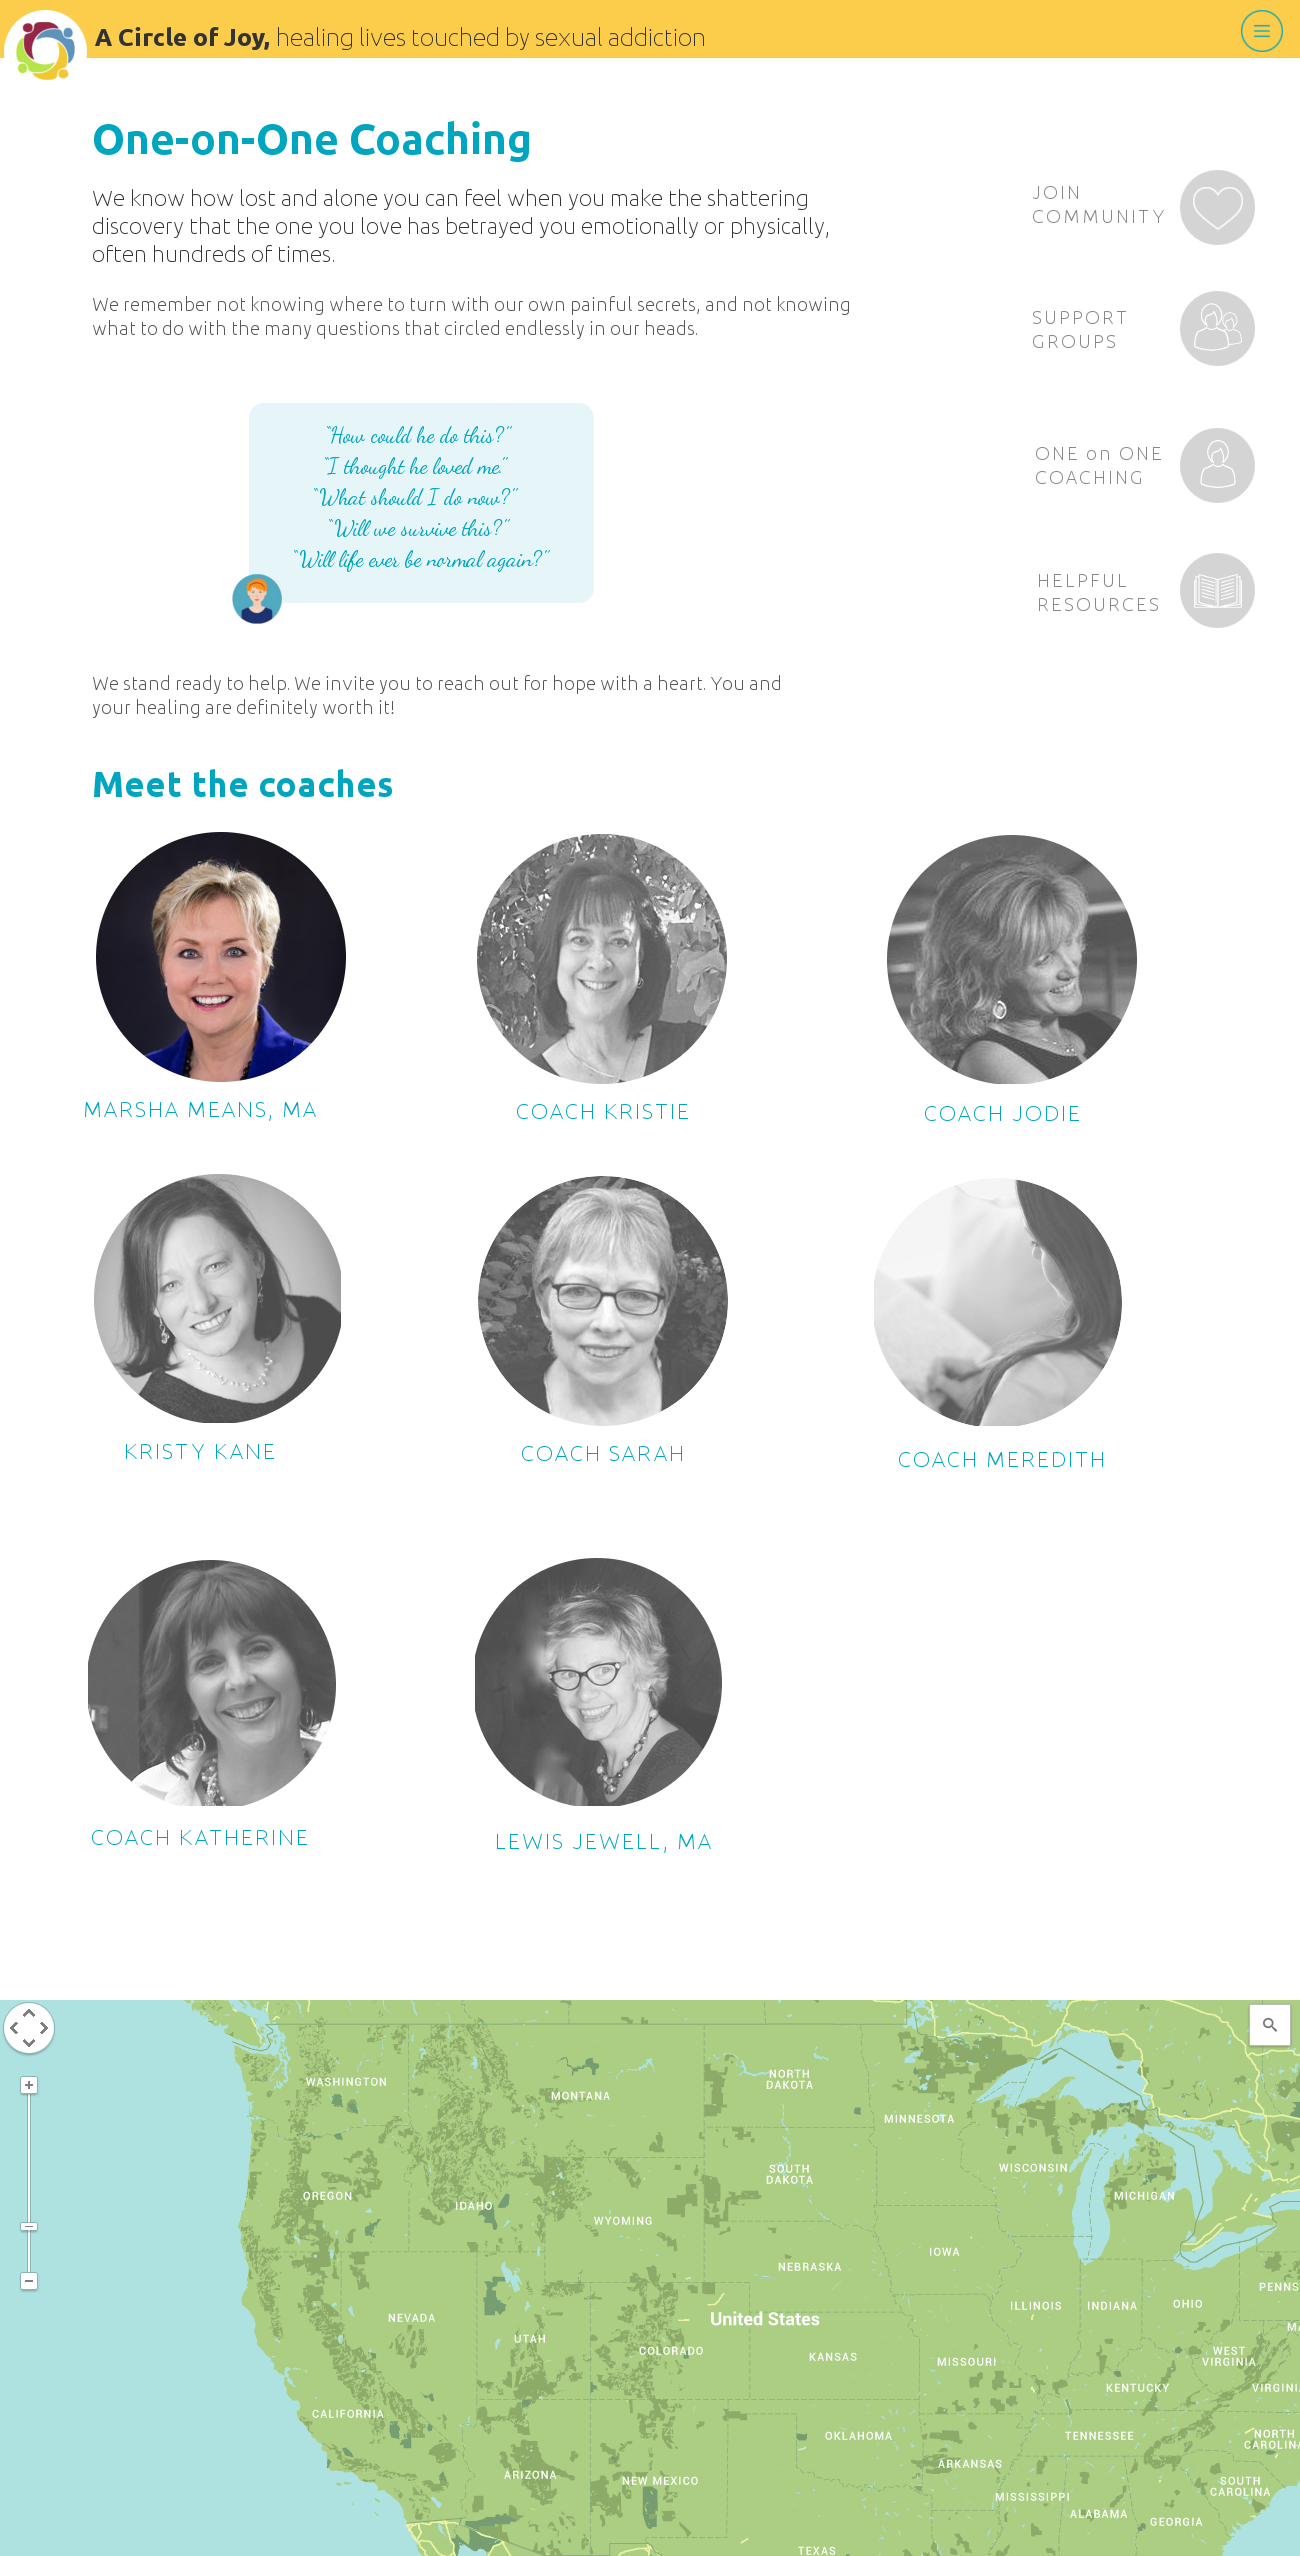 A Circle of Joy, healing lives touched by sexual addiction
One-on-One Coaching
We know how lost and alone you can feel when you make the shattering
discovery that the one you love has betrayed you emotionally or physically,
often hundreds of times.
We remember not knowing where to turn with our own painful secrets, and not knowing
what to do with the many questions that circled endlessly in our heads.
"How could he do this?"
"I thought he loved me."
"What should I do now?"
"Will we survive this?"
"Will life ever be normal again?"
JOIN
COMMUNITY
SUPPORT
GROUPS
ONE on ONE
COACHING
HELPFUL
RESOURCES
We stand ready to help. We invite you to reach out for hope with a heart. You and
your healing are definitely worth it!
Meet the coaches
MARSHA MEANS, MA
COACH KRISTIE
COACH JODIE
KRISTY KANE
COACH SARAH
COACH MEREDITH
COACH KATHERINE
LEWIS JEWELL, MA
WASHINGTON
MONTANA
NORTH
DAKOTA
MINNESOTA
SOUTH
DAKOTA
WISCONSIN
MICHIGAN
OREGON
IDAHO
WYOMING
IOWA
NEBRASKA
PENNS
ILLINOIS
INDIANA
OHIO
NEVADA
United States
MA
UTAH
COLORADO
KANSAS
MISSOURI
WEST
VIRGINIA
KENTUCKY
VIRGINIA
CALIFORNIA
OKLAHOMA
TENNESSEE
NORTH
CAROLINA
ARKANSAS
ARIZONA
NEW MEXICO
SOUTH
CAROLINA
MISSISSIPPI
ALABAMA
GEORGIA
TEXAS